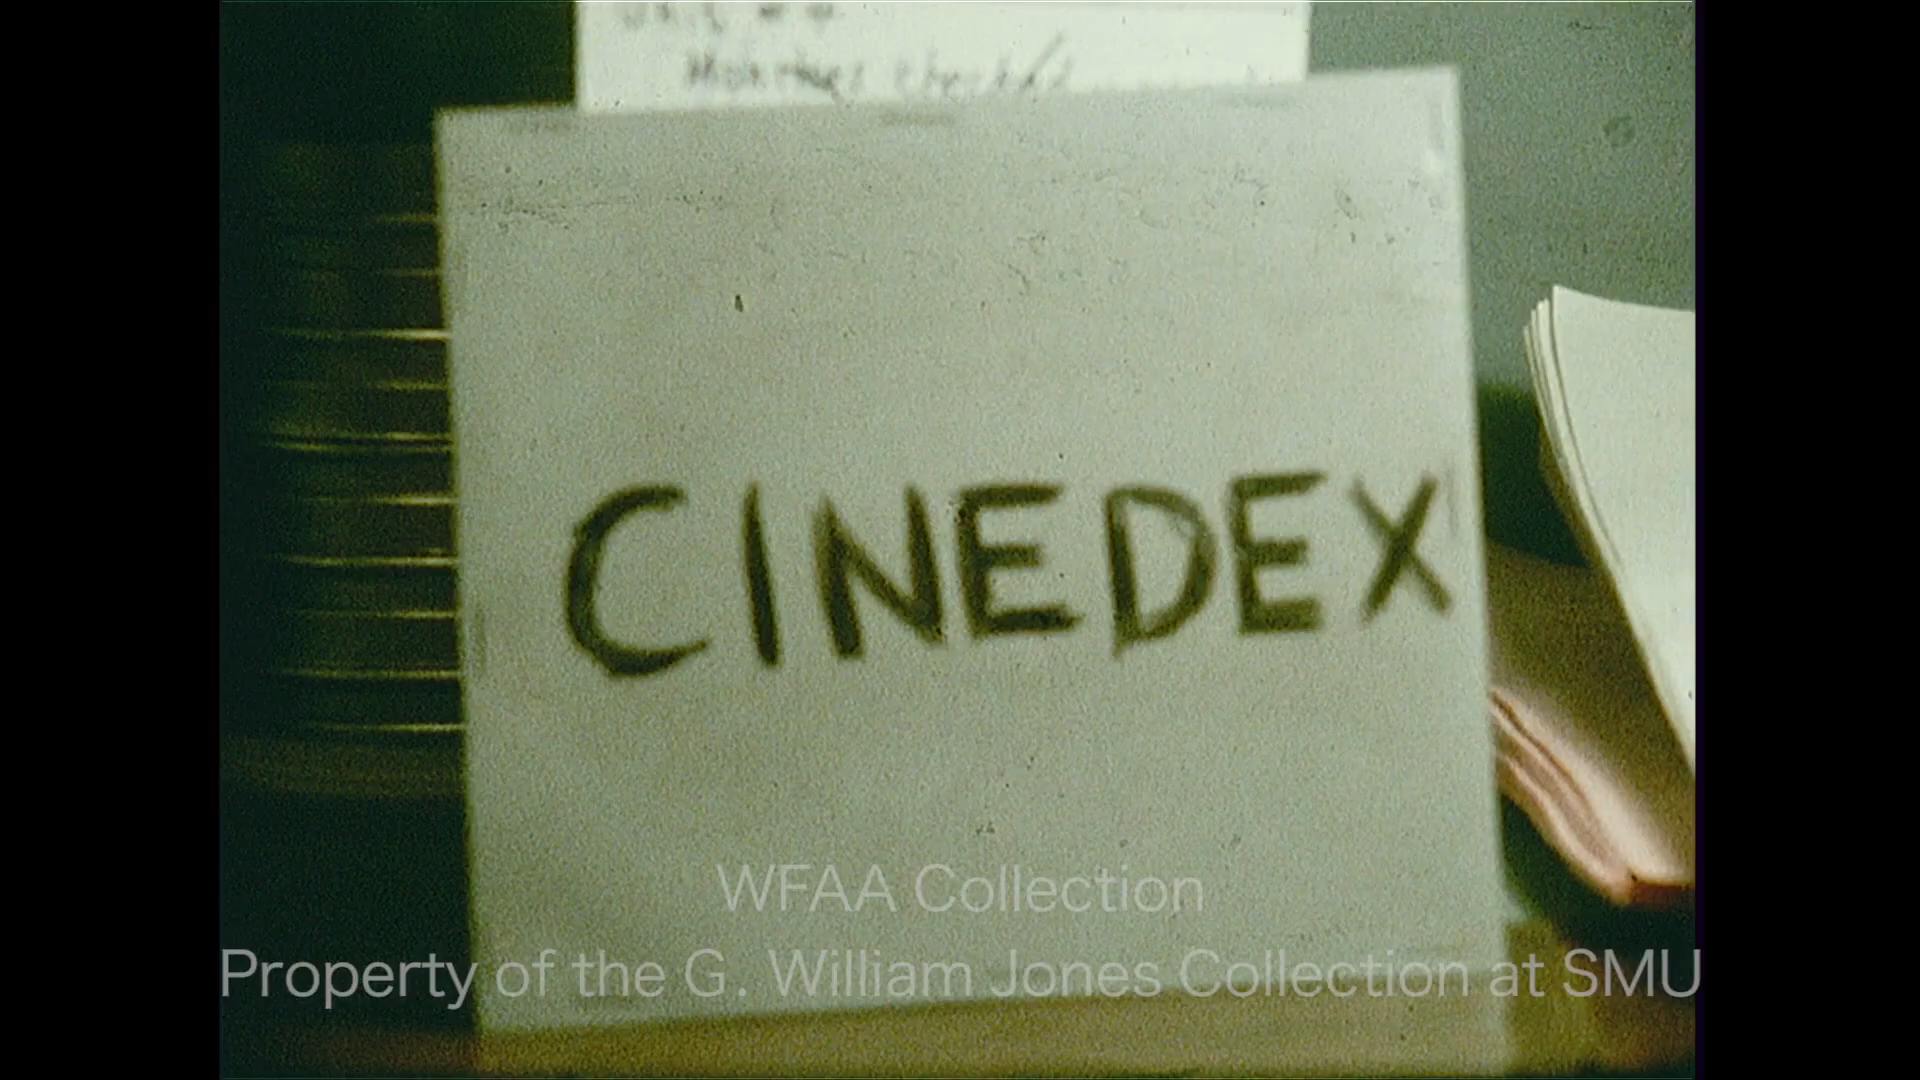 CINEDEX
WFAA Collection
Property of the G. William Jones Collection at SMU